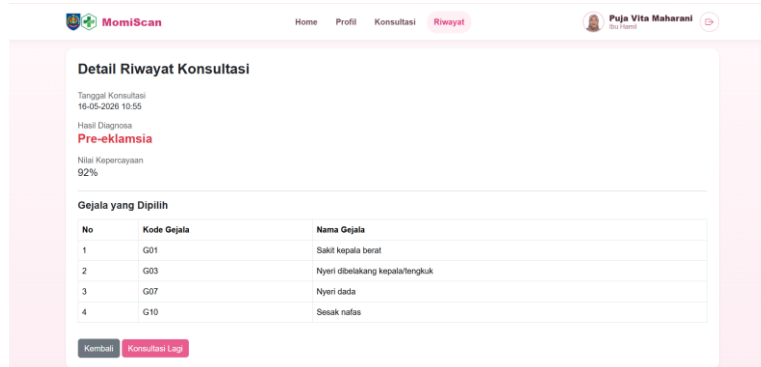 MomiScan
Home Profil Konsultasi Riwayat
Puja Vita Maharani
Ibu Hamil
Detail Riwayat Konsultasi
Tanggal Konsultasi
16-05-2026 10:55
Hasil Diagnosa
Pre-eklamsia
Nilai Kepercayaan
92%
Gejala yang Dipilih
No Kode Gejala Nama Gejala
1 G01 Sakit kepala berat
2 G03 Nyeri dibelakang kepala/tengkuk
3 G07 Nyeri dada
4 G10 Sesak nafas
Kembali Konsultasi Lagi